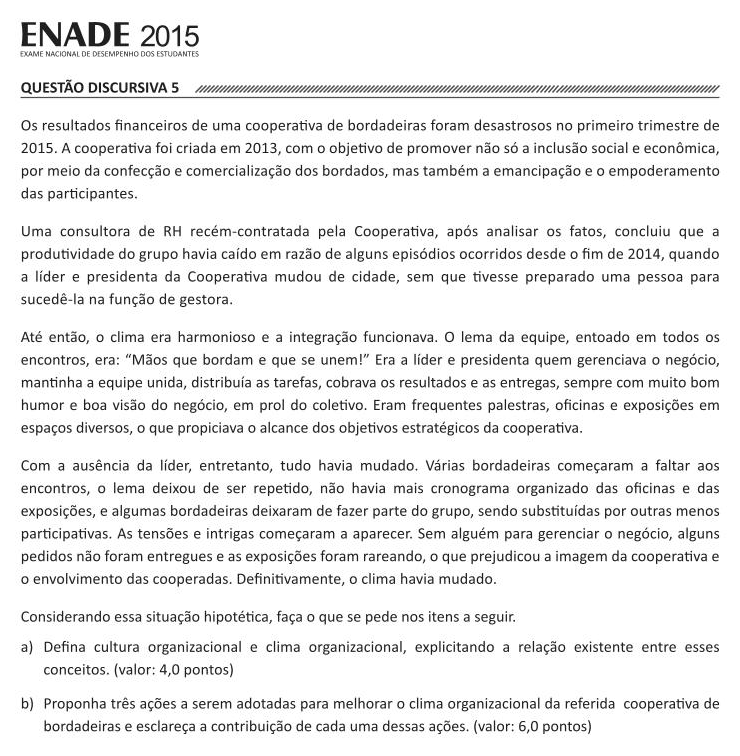 ENADE 2015
EXAME NACIONAL DE DESEMPENHO DOS ESTUDANTES
QUESTÃO DISCURSIVA 5
Os resultados financeiros de uma cooperativa de bordadeiras foram desastrosos no primeiro trimestre de
2015. A cooperativa foi criada em 2013, com o objetivo de promover não só a inclusão social e econômica,
por meio da confecção e comercialização dos bordados, mas também a emancipação e o empoderamento
das participantes.
Uma consultora de RH recém-contratada pela Cooperativa, após analisar os fatos, concluiu que a
produtividade do grupo havia caído em razão de alguns episódios ocorridos desde o fim de 2014, quando
a líder e presidenta da Cooperativa mudou de cidade, sem que tivesse preparado uma pessoa para
sucedê-la na função de gestora.
Até então, o clima era harmonioso e a integração funcionava. O lema da equipe, entoado em todos os
encontros, era: “Mãos que bordam e que se unem!” Era a líder e presidenta quem gerenciava o negócio,
mantinha a equipe unida, distribuía as tarefas, cobrava os resultados e as entregas, sempre com muito bom
humor e boa visão do negócio, em prol do coletivo. Eram frequentes palestras, oficinas e exposições em
espaços diversos, o que propiciava o alcance dos objetivos estratégicos da cooperativa.
Com a ausência da líder, entretanto, tudo havia mudado. Várias bordadeiras começaram a faltar aos
encontros, o lema deixou de ser repetido, não havia mais cronograma organizado das oficinas e das
exposições, e algumas bordadeiras deixaram de fazer parte do grupo, sendo substituídas por outras menos
participativas. As tensões e intrigas começaram a aparecer. Sem alguém para gerenciar o negócio, alguns
pedidos não foram entregues e as exposições foram rareando, o que prejudicou a imagem da cooperativa e
o envolvimento das cooperadas. Definitivamente, o clima havia mudado.
Considerando essa situação hipotética, faça o que se pede nos itens a seguir.
a) Defina cultura organizacional e clima organizacional, explicitando a relação existente entre esses
conceitos. (valor: 4,0 pontos)
b) Proponha três ações a serem adotadas para melhorar o clima organizacional da referida cooperativa de
bordadeiras e esclareça a contribuição de cada uma dessas ações. (valor: 6,0 pontos)